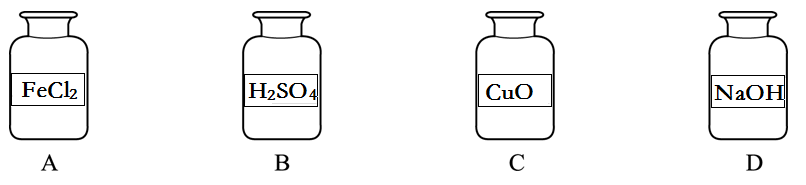 FeCl₂ H₂SO₄ CuO NaOH
A B C D